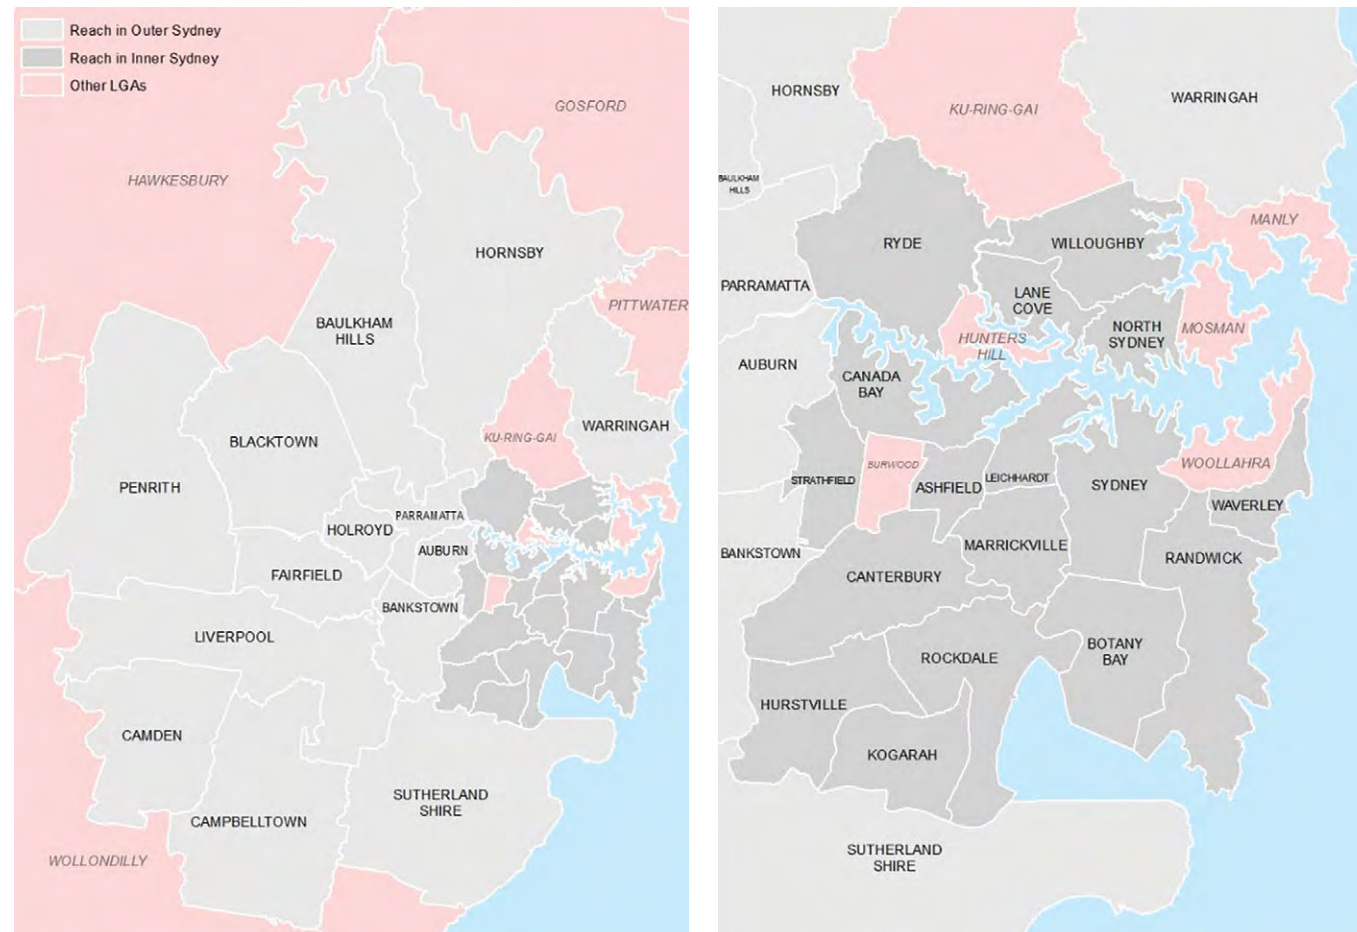 Reach in Outer Sydney
Reach in Inner Sydney
Other LGAs
GOSFORD
HAWKESBURY
HORNSBY
PITTWATER
BAULKHAM
HILLS
KU-RING-GAI
WARRINGAH
BLACKTOWN
PENRITH
PARRAMATTA
HOLROYD
AUBURN
FAIRFIELD
BANKSTOWN
LIVERPOOL
CAMDEN
SUTHERLAND
SHIRE
CAMPBELLTOWN
WOLLONDILLY
HORNSBY
KU-RING-GAI
WARRINGAH
BAULKHAM
HILLS
MANLY
RYDE
WILLOUGHBY
PARRAMATTA
LANE
COVE
HUNTERS
HILL
NORTH
SYDNEY
MOSMAN
AUBURN
CANADA
BAY
BURWOOD
WOOLLAHRA
STRATHFIELD
ASHFIELD
LEICHHARDT
SYDNEY
WAVERLEY
BANKSTOWN
MARRICKVILLE
RANDWICK
CANTERBURY
ROCKDALE
BOTANY
BAY
HURSTVILLE
KOGARAH
SUTHERLAND
SHIRE